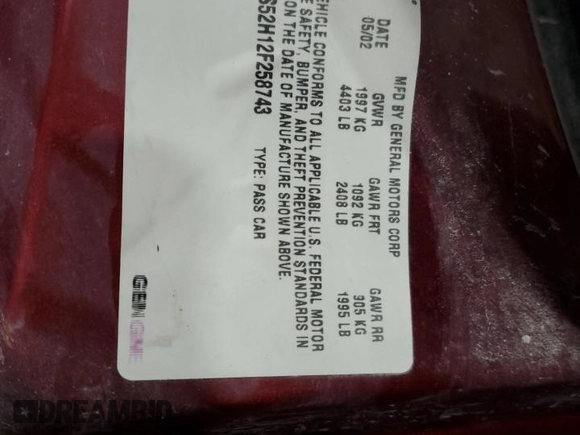 MFD BY GENERAL MOTORS CORP
DATE GVWR GAWR FRT GAWR RR
05/02 1997 KG 1092 KG 905 KG
4403 LB 2408 LB 1995 LB
EHICLE CONFORMS TO ALL APPLICABLE U.S. FEDERAL MOTOR
E SAFETY, BUMPER, AND THEFT PREVENTION STANDARDS IN
ON THE DATE OF MANUFACTURE SHOWN ABOVE.
S52H12F258743 TYPE: PASS CAR
DREAMBID